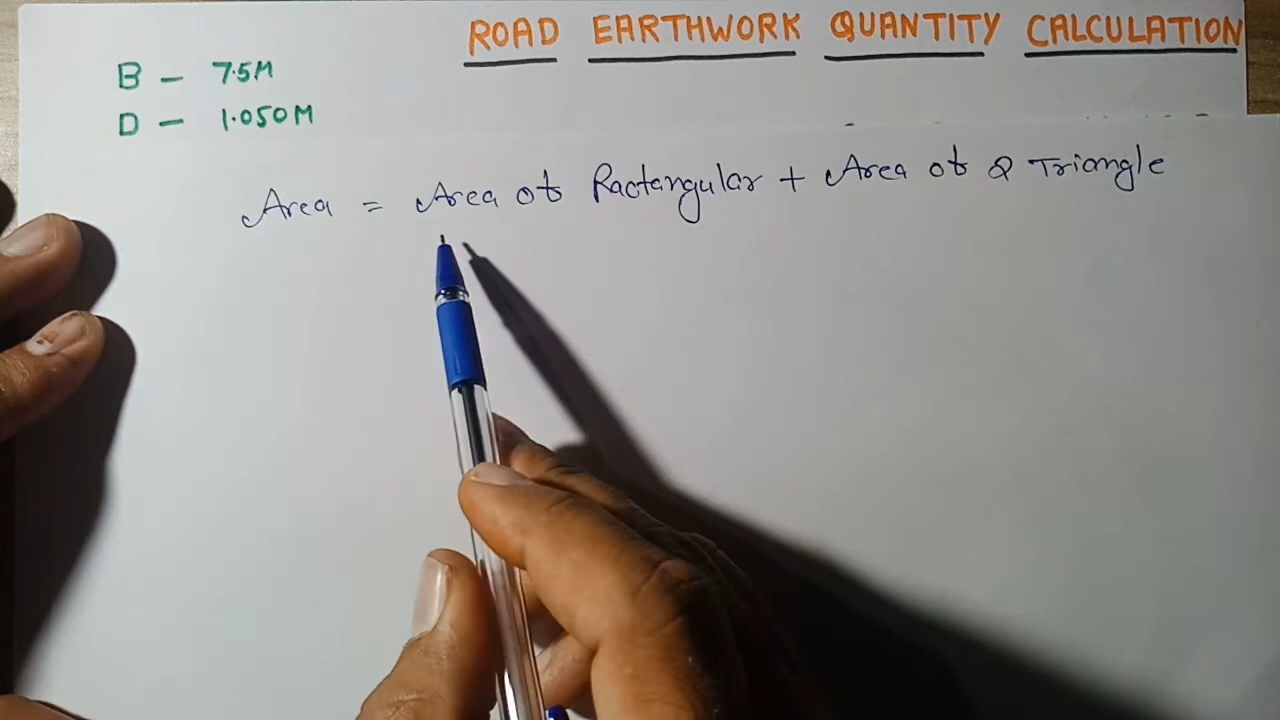 ROAD EARTHWORK QUANTITY CALCULATION
B - 7.5M
D - 1.050M
Area = Area of Ractangular + Area of 2 Triangle